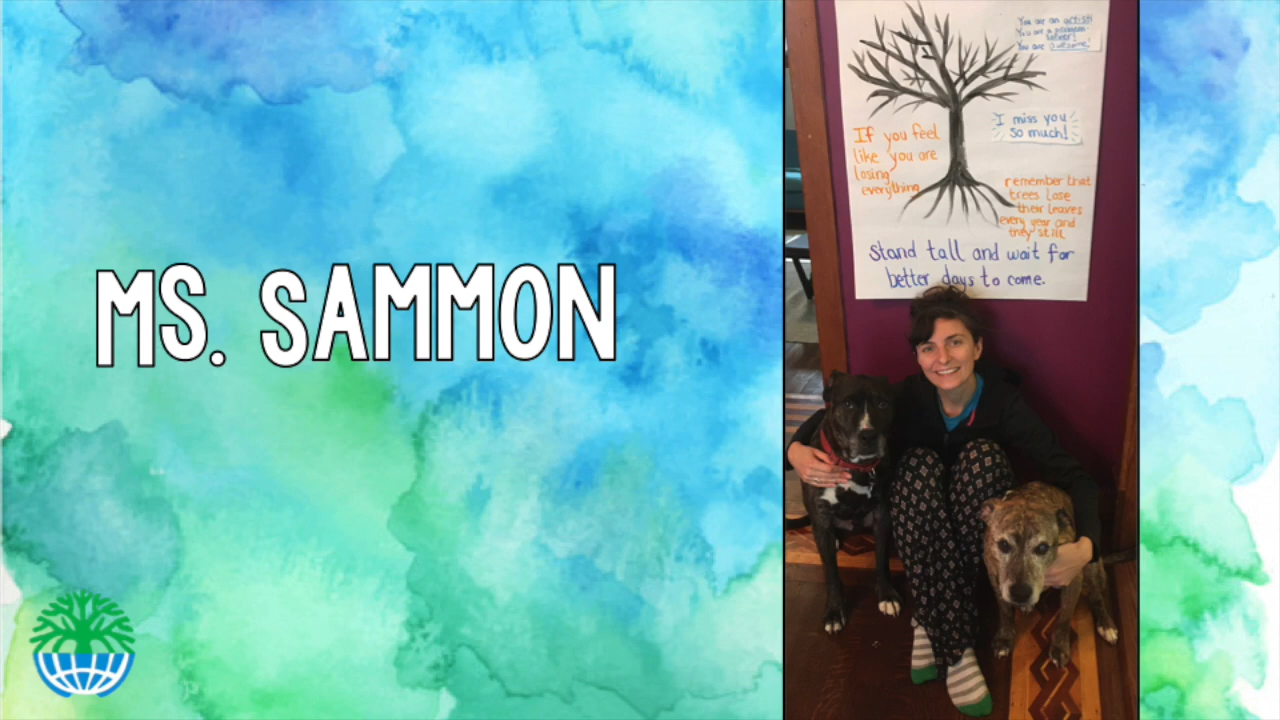 MS. SAMMON
You are an artist!
You are a problem
solver!
You are awesome!
I miss you
so much!
If you feel
like you are
losing
everything
remember that
trees lose
their leaves
every year and
they still
stand tall and wait for
better days to come.